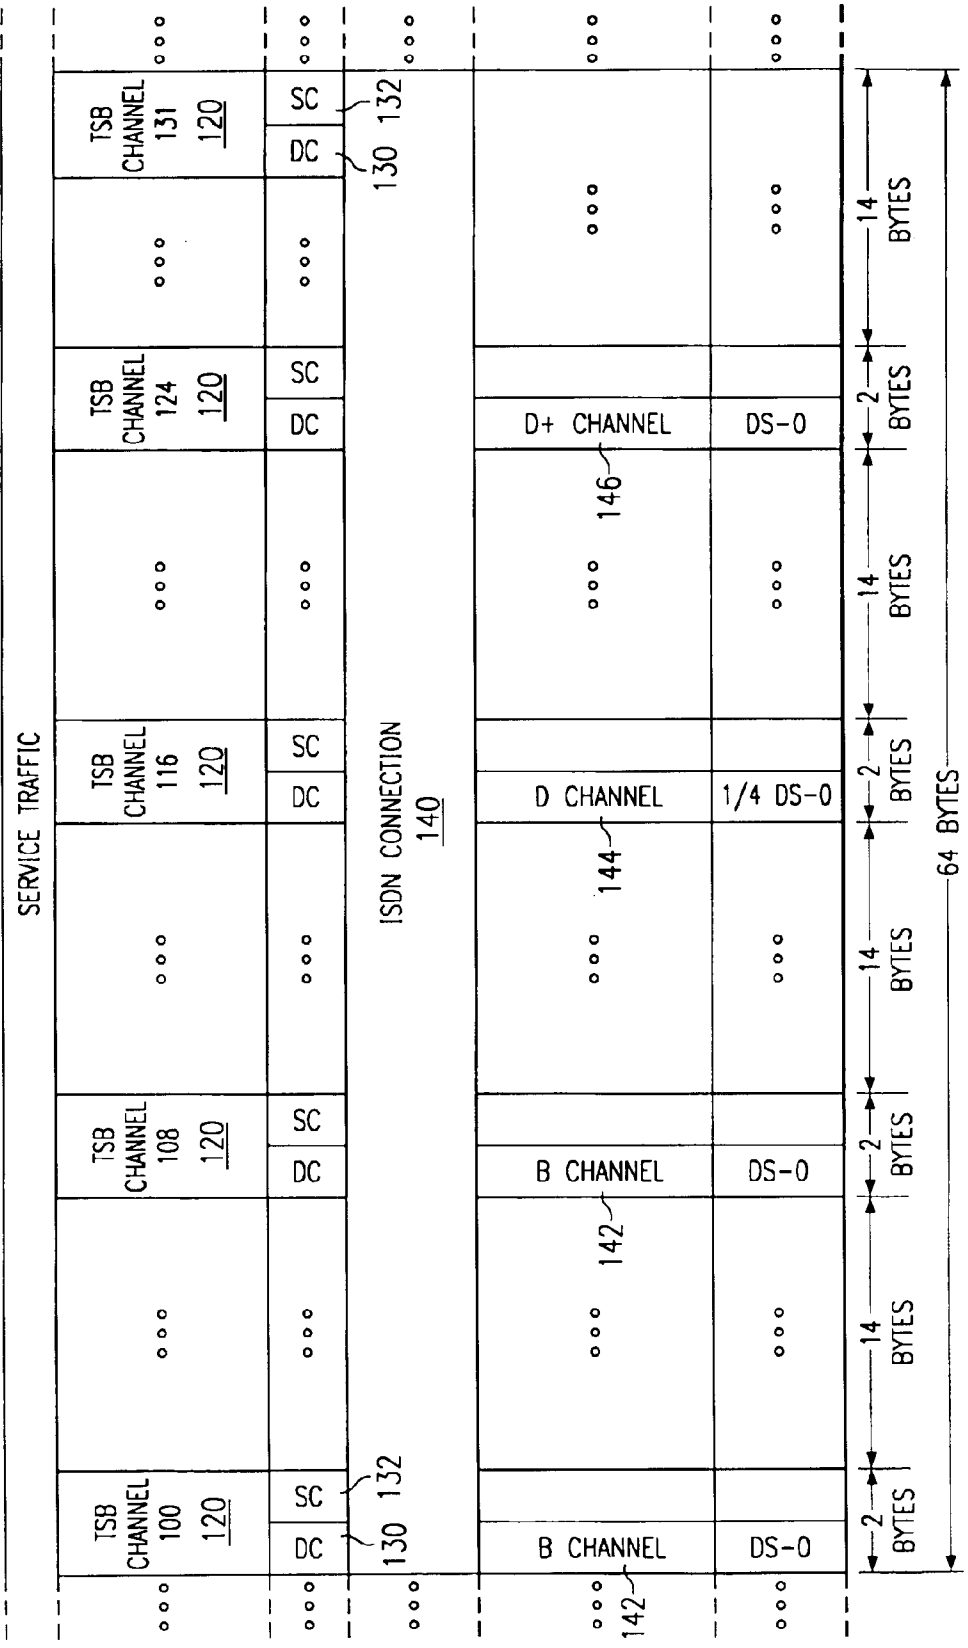 SERVICE TRAFFIC
TSB CHANNEL 100 120
TSB CHANNEL 108 120
TSB CHANNEL 116 120
TSB CHANNEL 124 120
TSB CHANNEL 131 120
DC SC DC SC DC SC DC SC DC SC
130 132 130 132
ISDN CONNECTION
140
B CHANNEL B CHANNEL D CHANNEL D+ CHANNEL
142 142 144 146
DS-0 DS-0 1/4 DS-0 DS-0
2 BYTES 14 BYTES 2 BYTES 14 BYTES 2 BYTES 14 BYTES 2 BYTES 14 BYTES
64 BYTES